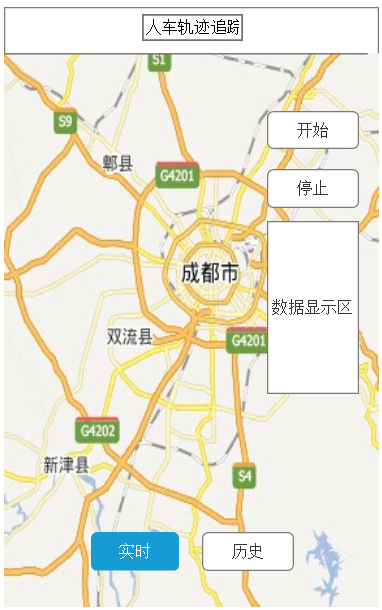 人车轨迹追踪
S1
S9
开始
郫县
G4201
停止
成都市
数据显示区
双流县
G4201
G4202
新津县
S4
实时
历史